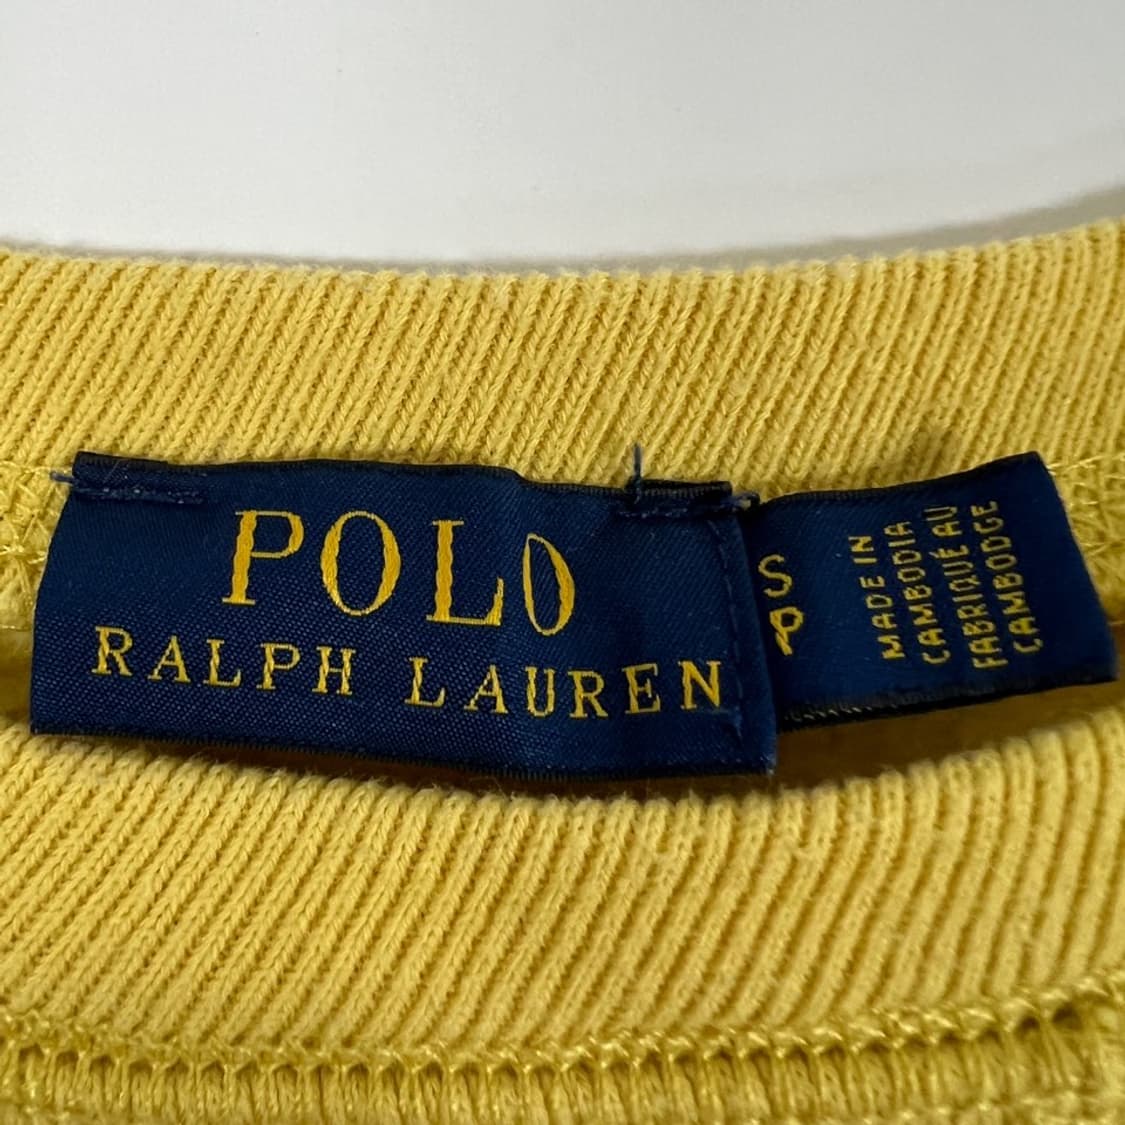 POLO
RALPH LAUREN
S
P
MADE IN
CAMBODIA
FABRIQUÉ AU
CAMBODGE